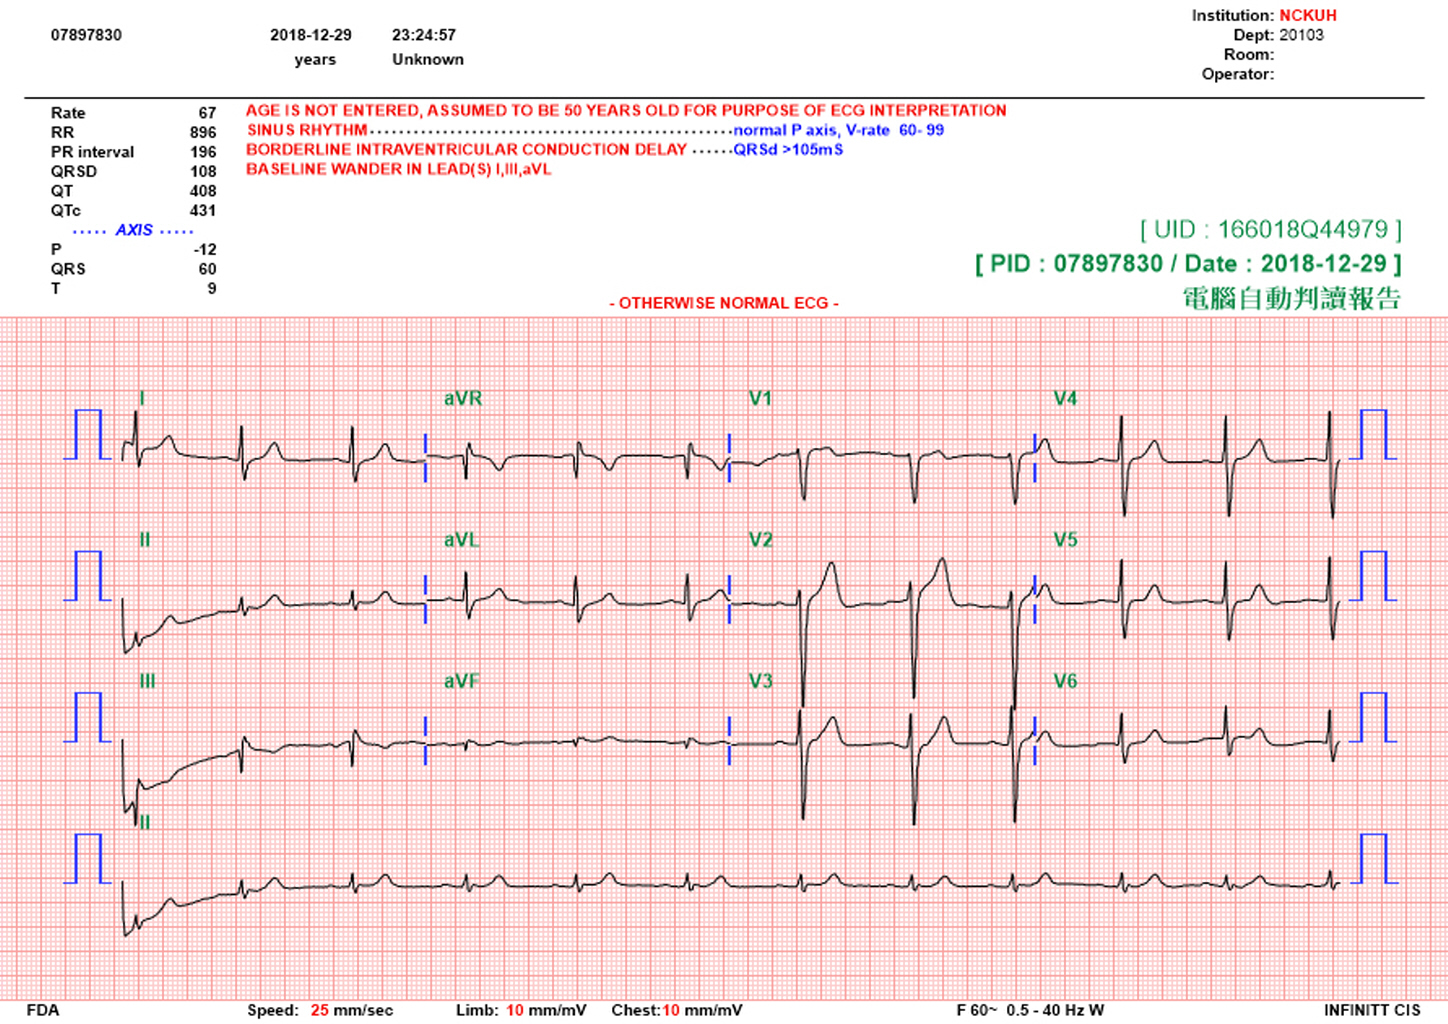 07897830 2018-12-29 23:24:57
years Unknown
Institution: NCKUH
Dept: 20103
Room:
Operator:
Rate 67
RR 896
PR interval 196
QRSD 108
QT 408
QTc 431
..... AXIS .....
P -12
QRS 60
T 9
AGE IS NOT ENTERED, ASSUMED TO BE 50 YEARS OLD FOR PURPOSE OF ECG INTERPRETATION
SINUS RHYTHM..................................................normal P axis, V-rate 60- 99
BORDERLINE INTRAVENTRICULAR CONDUCTION DELAY ......QRSd >105mS
BASELINE WANDER IN LEAD(S) I,III,aVL
[ UID : 166018Q44979 ]
[ PID : 07897830 / Date : 2018-12-29 ]
電腦自動判讀報告
- OTHERWISE NORMAL ECG -
I aVR V1 V4
II aVL V2 V5
III aVF V3 V6
II
FDA Speed: 25 mm/sec Limb: 10 mm/mV Chest:10 mm/mV F 60~ 0.5 - 40 Hz W INFINITT CIS